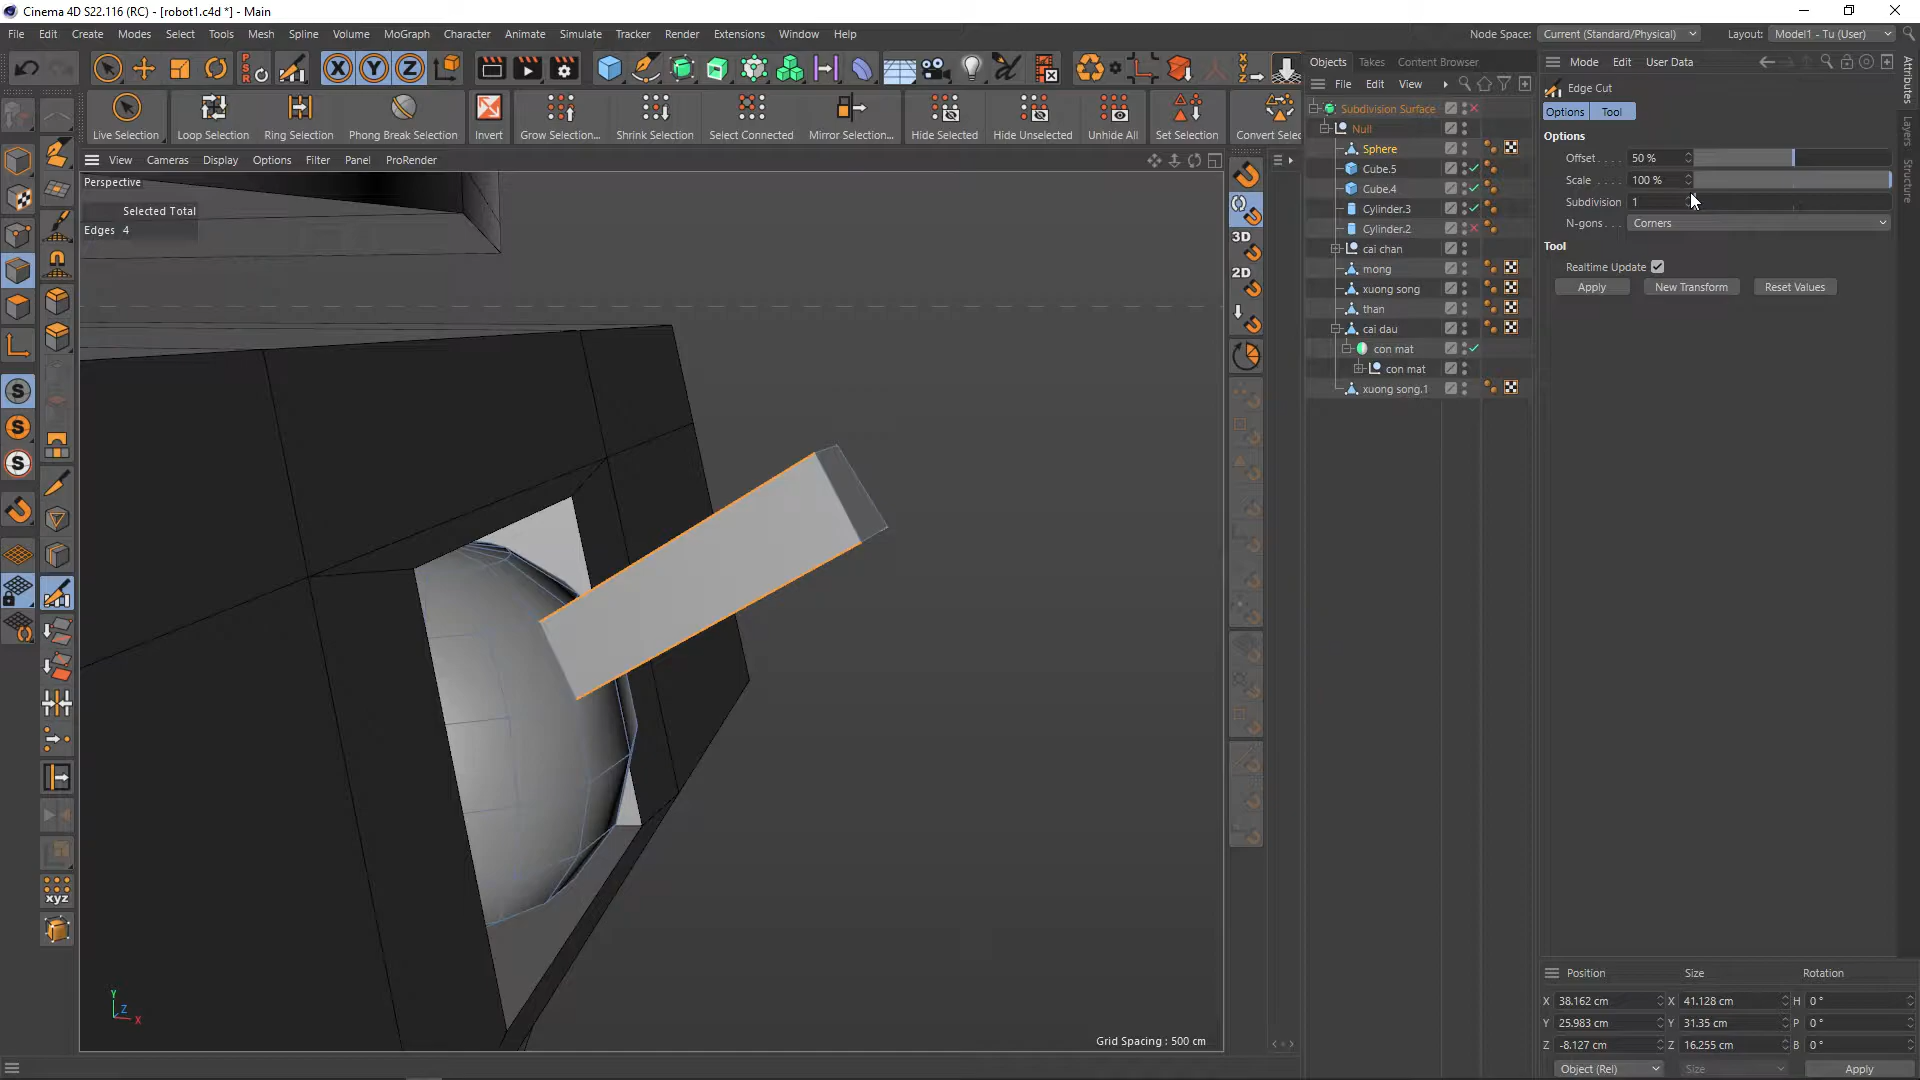 Cinema 4D S22.116 (RC) - [robot1.c4d *] - Main
File Edit Create Modes Select Tools Mesh Spline Volume MoGraph Character Animate Simulate Tracker Render Extensions Window Help
Node Space: Current (Standard/Physical) Layout: Model1 - Tu (User)
Live Selection Loop Selection Ring Selection Phong Break Selection Invert Grow Selection... Shrink Selection Select Connected Mirror Selection... Hide Selected Hide Unselected Unhide All Set Selection Convert Selec
View Cameras Display Options Filter Panel ProRender
Perspective
Selected Total
Edges 4
Grid Spacing : 500 cm
Y
Z
X
P
S
R
X Y Z
S
S
S
xyz
3D
2D
Objects Takes Content Browser
File Edit View
Subdivision Surface
Null
Sphere
Cube.5
Cube.4
Cylinder.3
Cylinder.2
cai chan
mong
xuong song
than
cai dau
con mat
con mat
xuong song.1
Mode Edit User Data
Edge Cut
Options Tool
Options
Offset . . . . 50 %
Scale . . . . 100 %
Subdivision 1
N-gons . . . Corners
Tool
Realtime Update
Apply New Transform Reset Values
Attributes
Layers
Structure
Position Size Rotation
X 38.162 cm X 41.128 cm H 0 °
Y 25.983 cm Y 31.35 cm P 0 °
Z -8.127 cm Z 16.255 cm B 0 °
Object (Rel) Size Apply